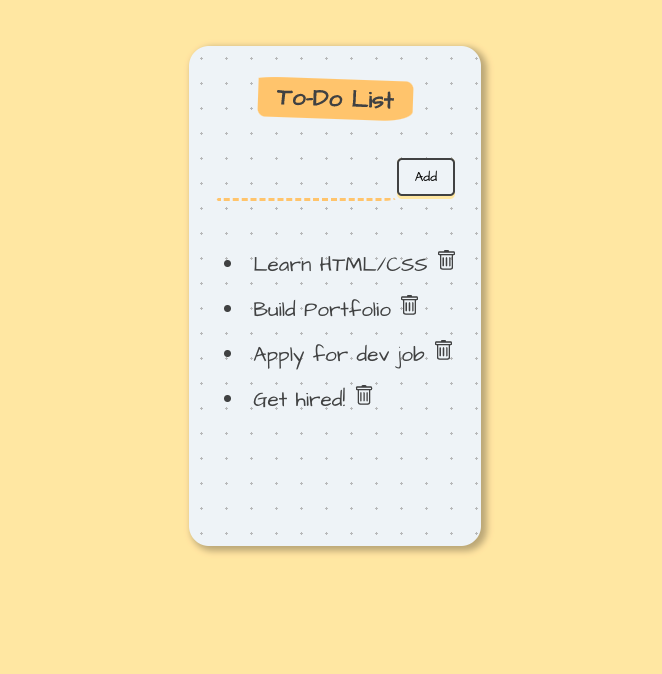 To-Do List
Add
Learn HTML/CSS
Build Portfolio
Apply for dev job
Get hired!